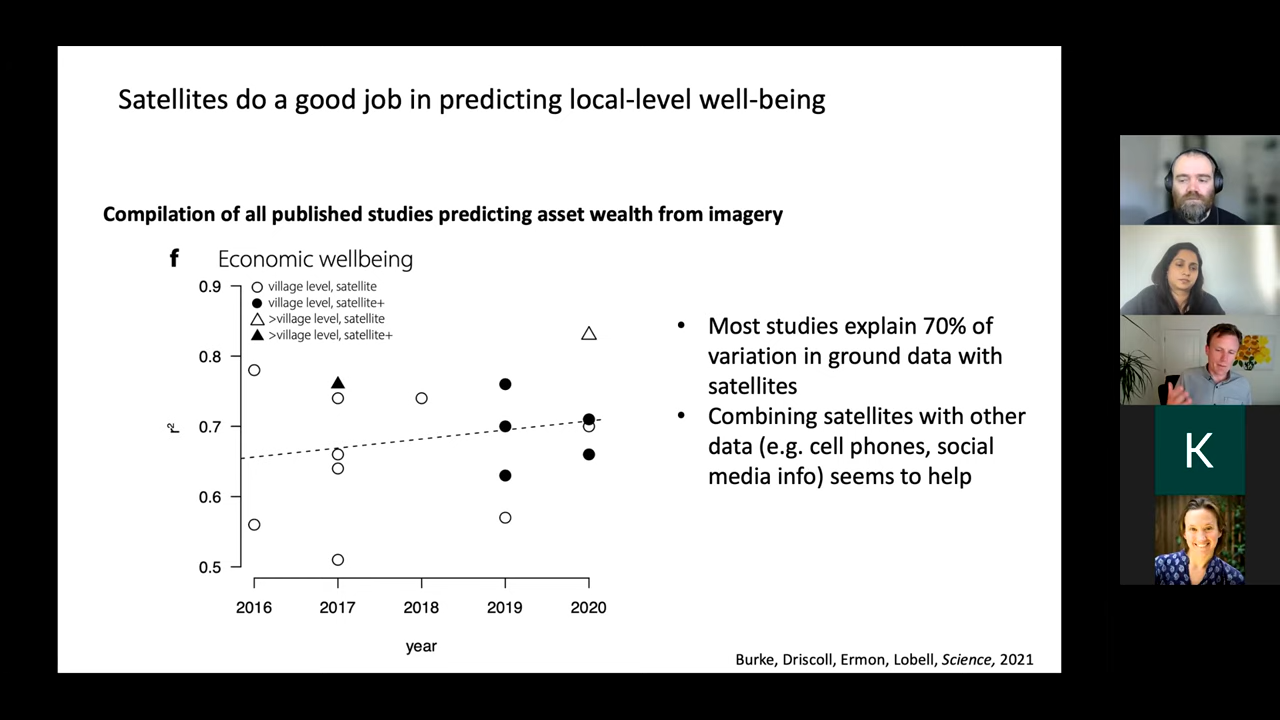 Satellites do a good job in predicting local-level well-being
Compilation of all published studies predicting asset wealth from imagery
f Economic wellbeing
village level, satellite
village level, satellite+
>village level, satellite
>village level, satellite+
0.9
0.8
0.7
0.6
0.5
r²
2016 2017 2018 2019 2020
year
• Most studies explain 70% of
variation in ground data with
satellites
• Combining satellites with other
data (e.g. cell phones, social
media info) seems to help
Burke, Driscoll, Ermon, Lobell, Science, 2021
K